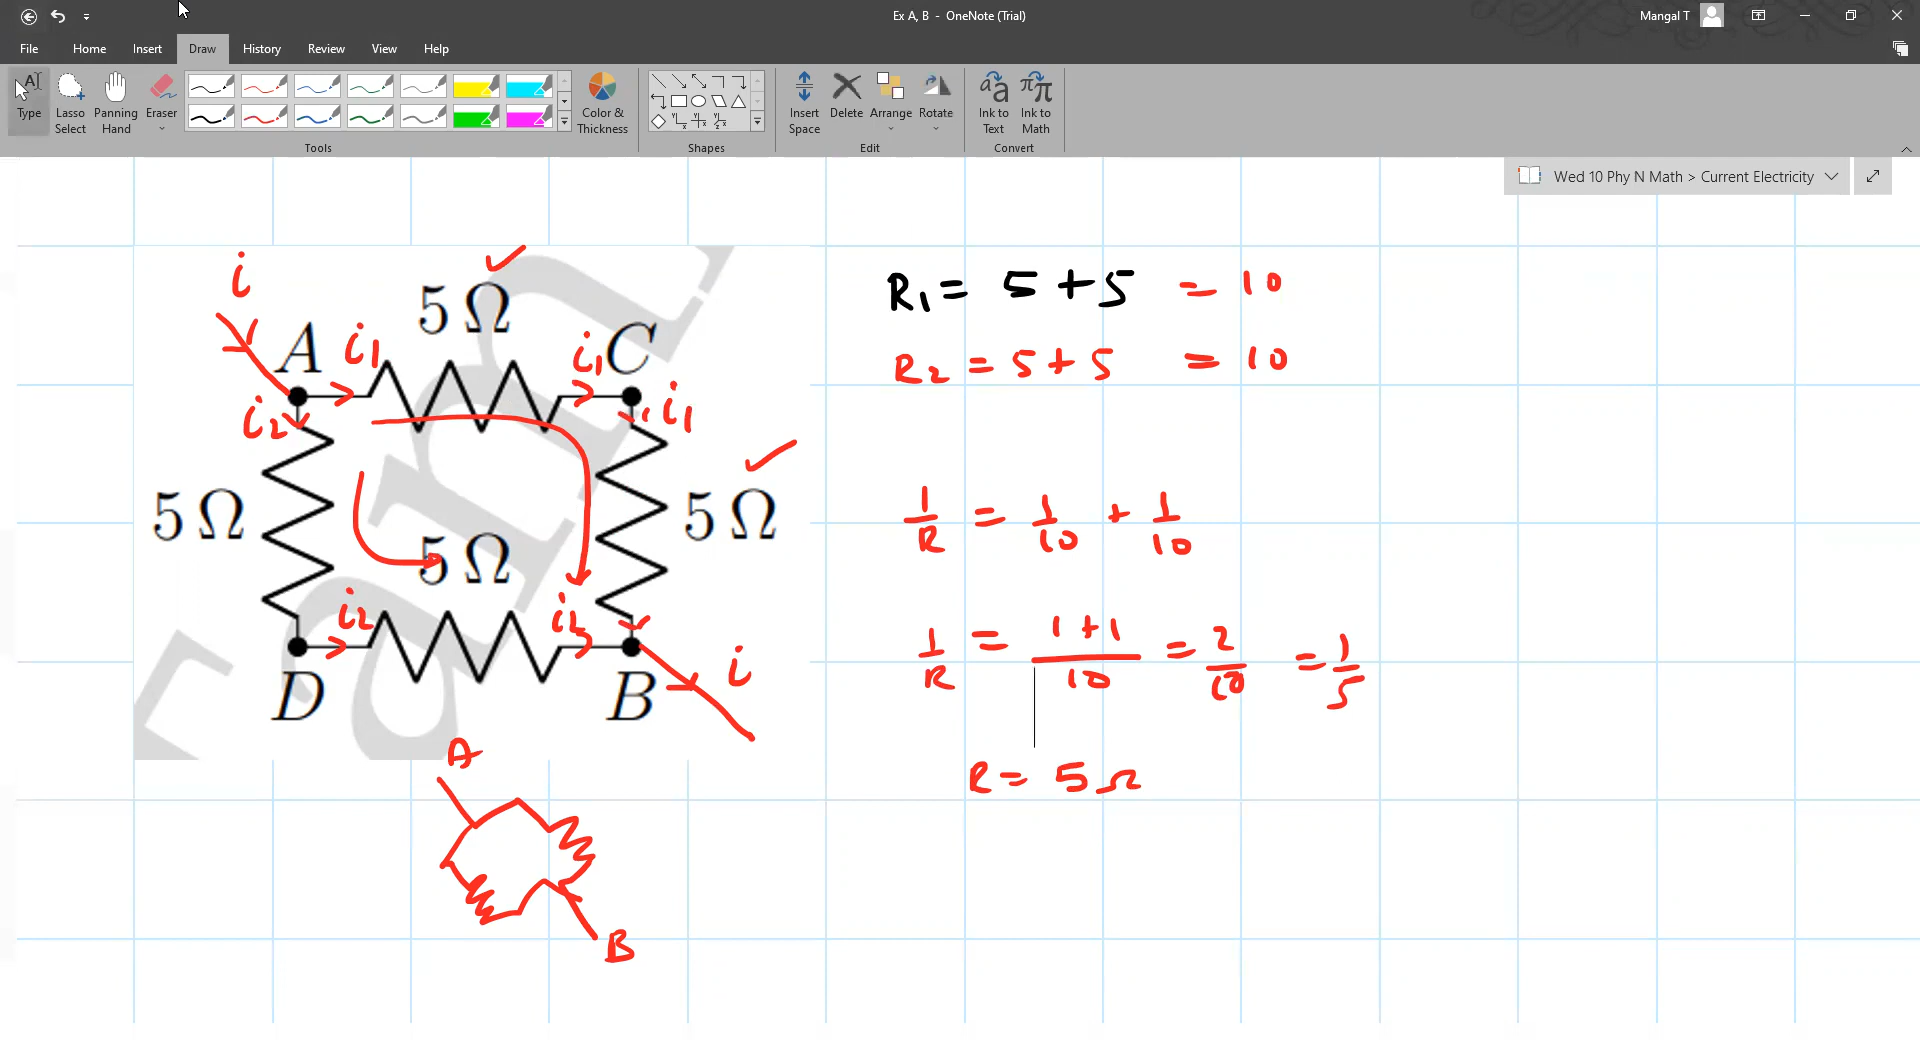 Ex A, B - OneNote (Trial)
Mangal T
File Home Insert Draw History Review View Help
Type
Lasso Select
Panning Hand
Eraser
Color & Thickness
Insert Space
Delete
Arrange
Rotate
Ink to Text
Ink to Math
Tools
Shapes
Edit
Convert
Wed 10 Phy N Math > Current Electricity
i
5 Ω
A
i1
i1
C
i2
i1
5 Ω
5 Ω
5 Ω
i2
i2
D
B
i
A
B
R1 = 5 + 5 = 10
R2 = 5 + 5 = 10
1/R = 1/10 + 1/10
1/R = 1+1/10 = 2/10 = 1/5
R = 5 Ω